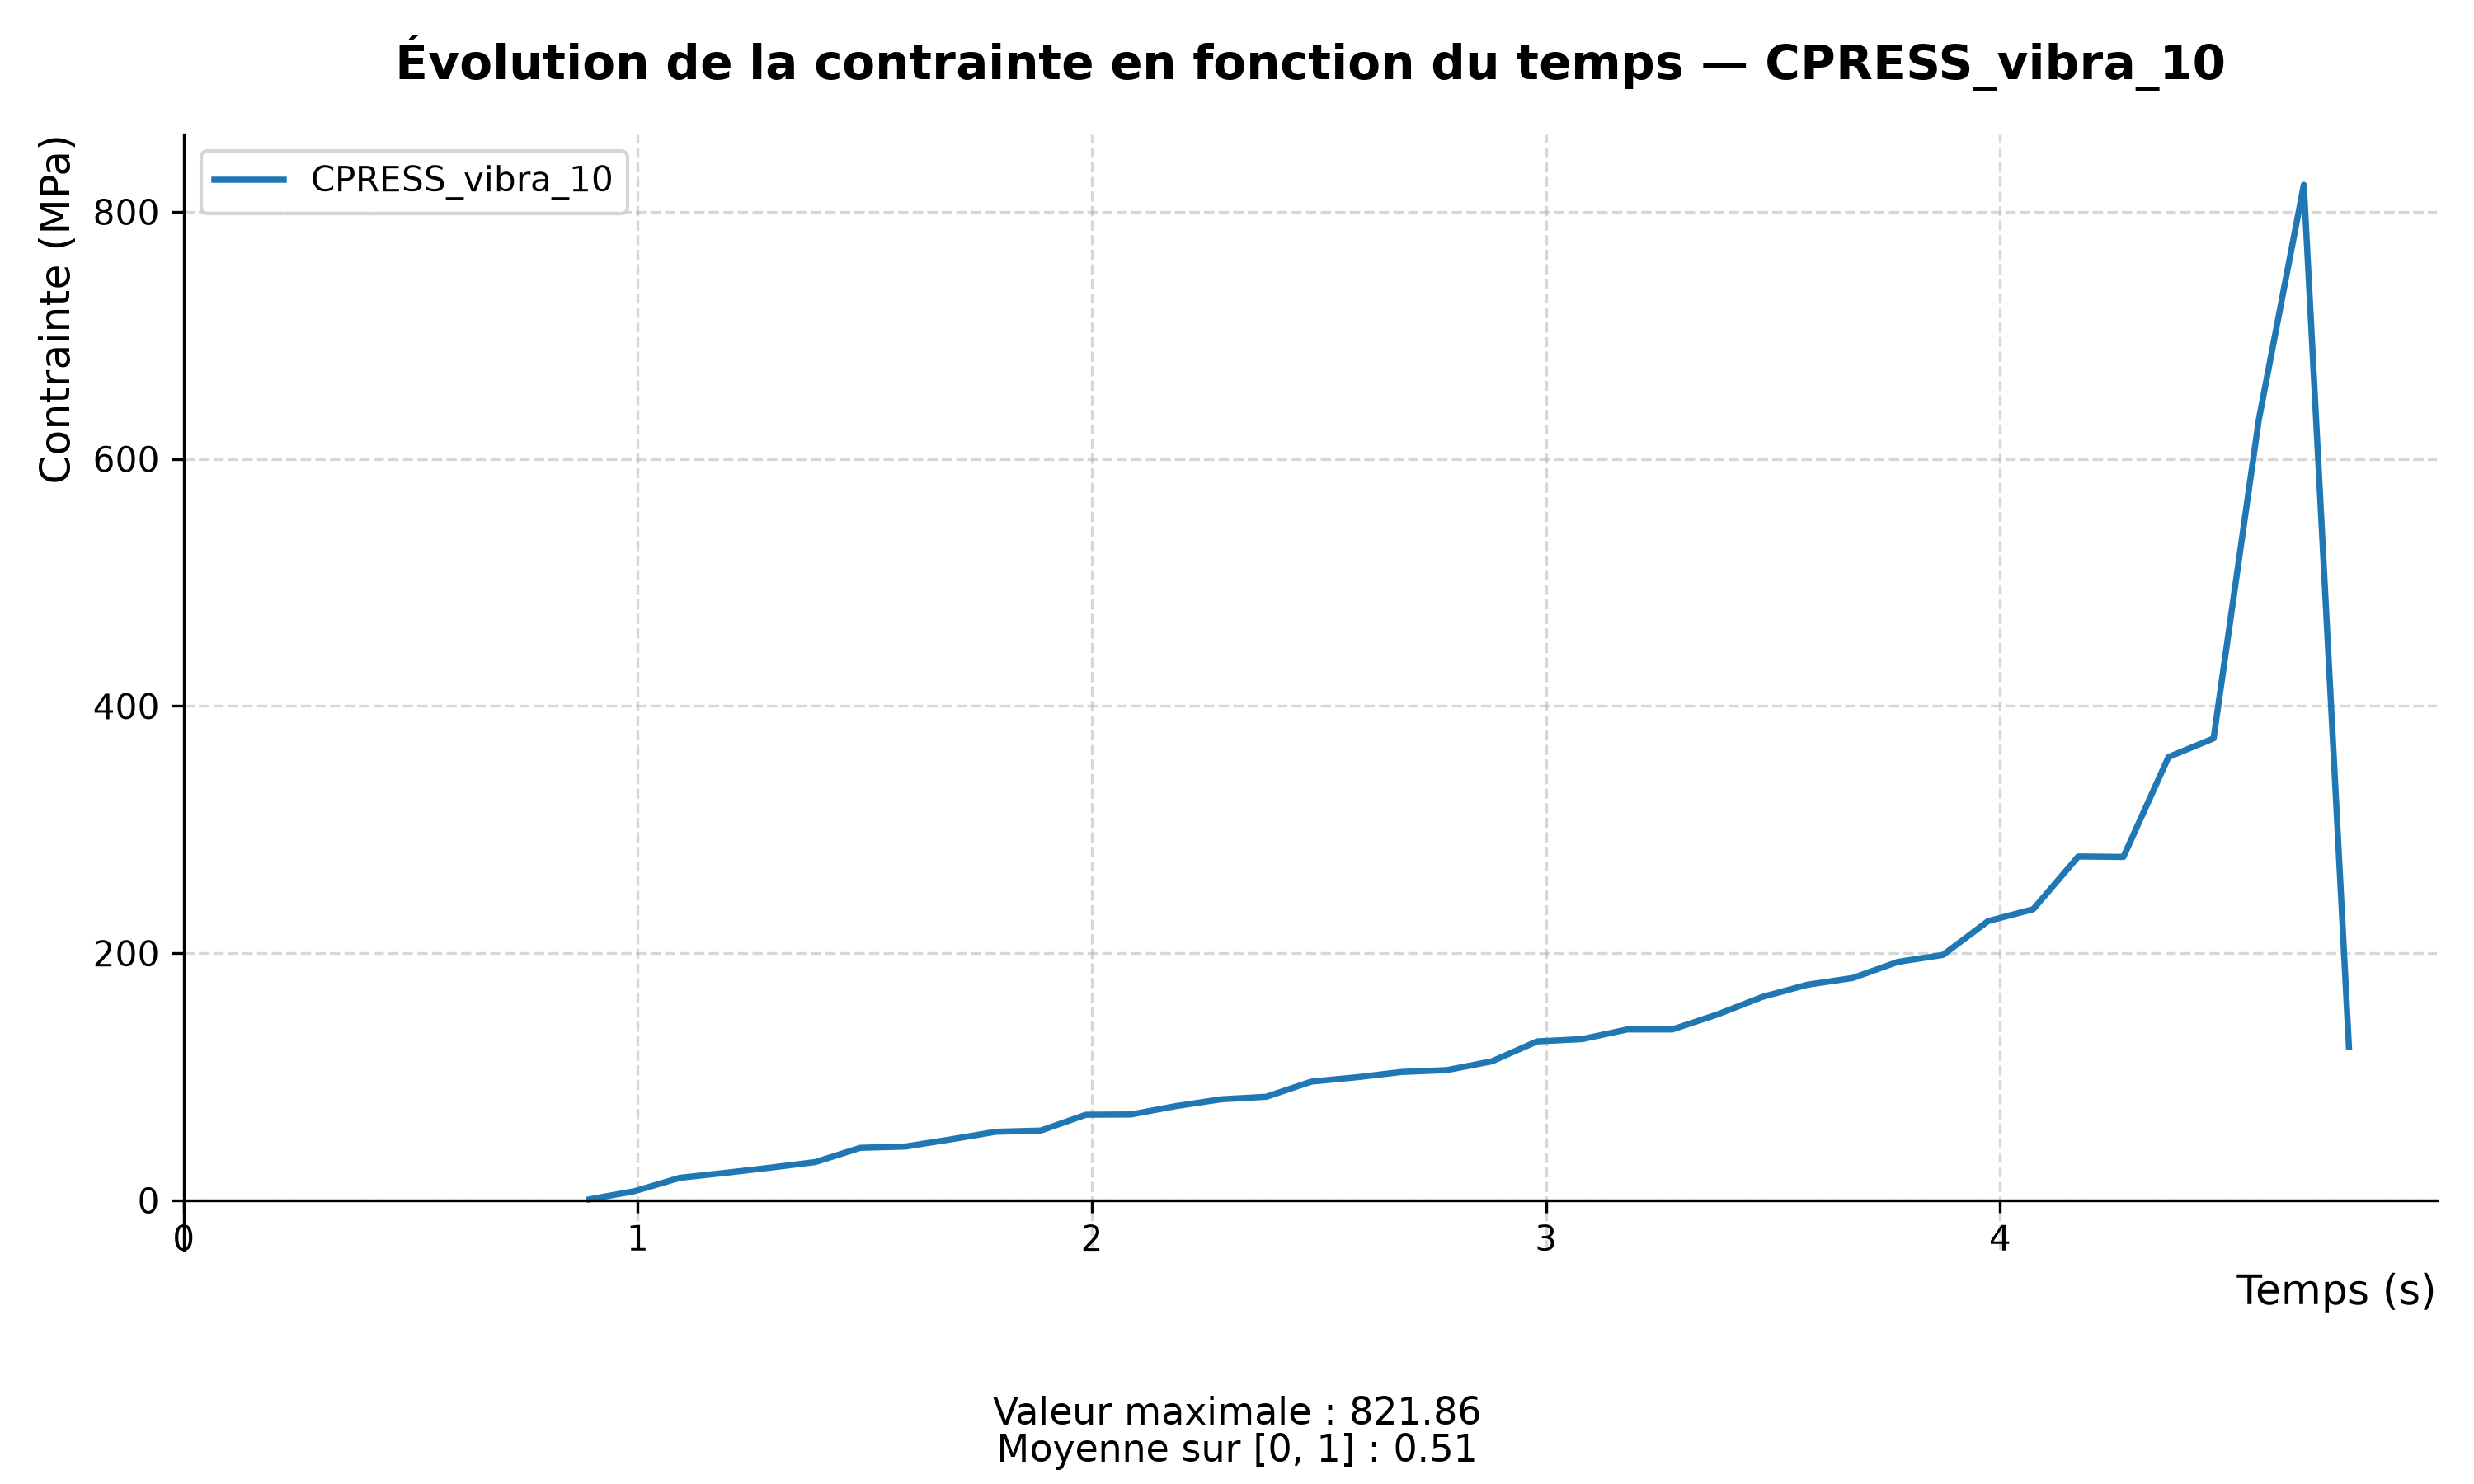 Évolution de la contrainte en fonction du temps — CPRESS_vibra_10
Contrainte (MPa)
CPRESS_vibra_10
800
600
400
200
0
0 1 2 3 4
Temps (s)
Valeur maximale : 821.86
Moyenne sur [0, 1] : 0.51